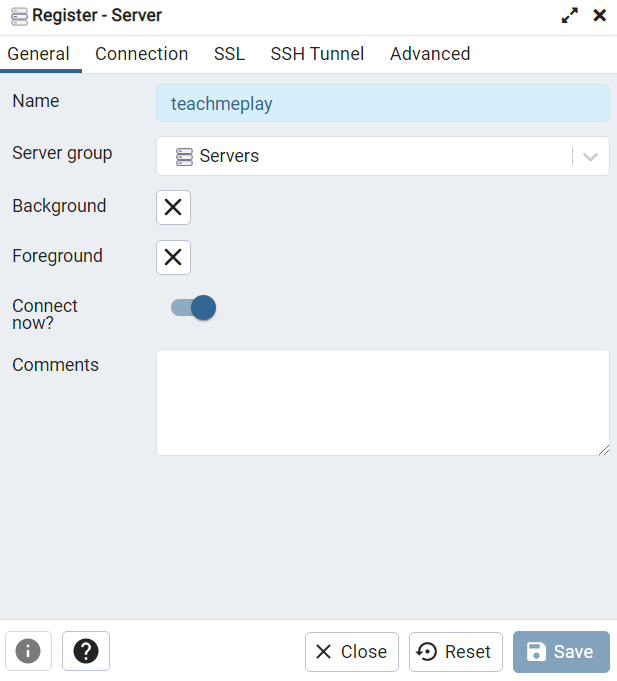 Register - Server
General Connection SSL SSH Tunnel Advanced
Name teachmeplay
Server group Servers
Background
Foreground
Connect
now?
Comments
Close Reset Save